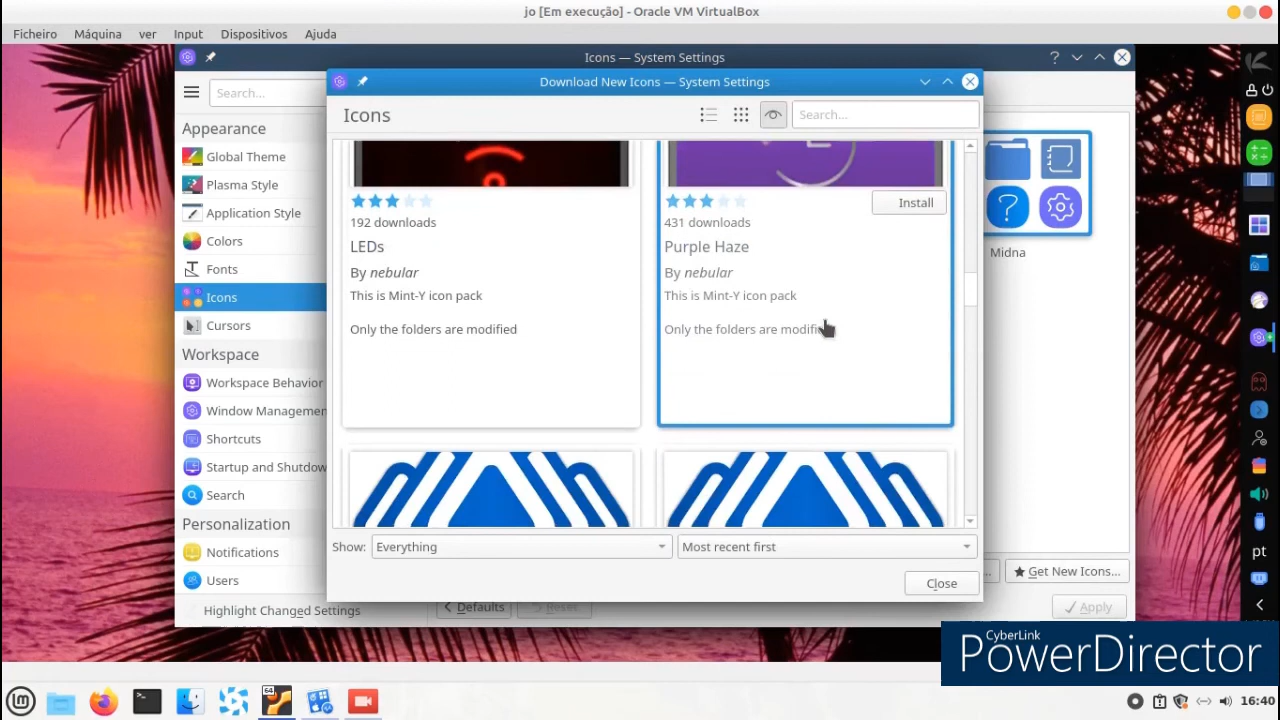 jo [Em execução] - Oracle VM VirtualBox
Ficheiro Máquina ver Input Dispositivos Ajuda
Icons — System Settings
Download New Icons — System Settings
Search...
Icons
Search...
Appearance
Global Theme
Plasma Style
Application Style
Colors
Fonts
Icons
Cursors
Workspace
Workspace Behavior
Window Managemen
Shortcuts
Startup and Shutdow
Search
Personalization
Notifications
Users
Highlight Changed Settings
192 downloads
LEDs
By nebular
This is Mint-Y icon pack
Only the folders are modified
Install
431 downloads
Purple Haze
By nebular
This is Mint-Y icon pack
Only the folders are modifi
Midna
Show: Everything Most recent first
Close
... Get New Icons...
Defaults Reset Apply
pt
CyberLink
PowerDirector
64
16:40